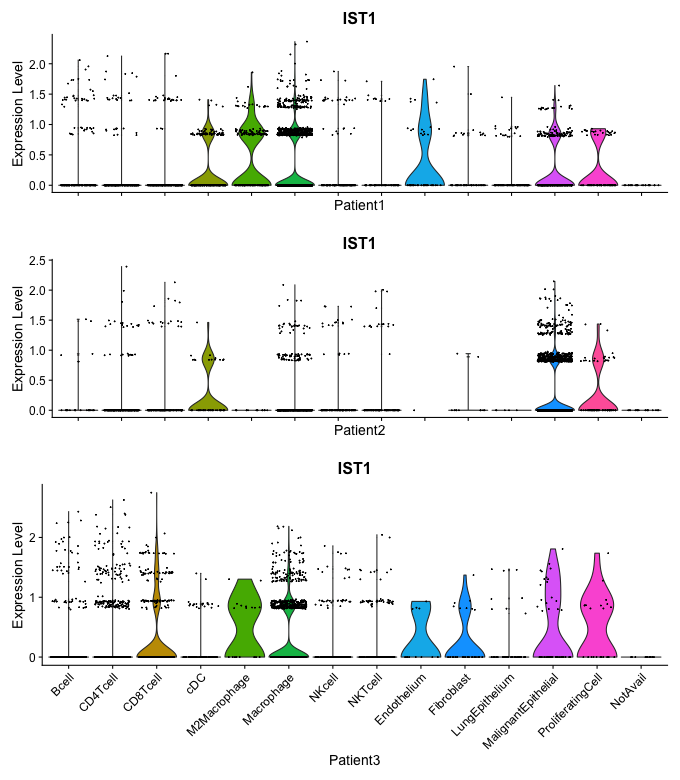 IST1
Expression Level
2.0
1.5
1.0
0.5
0.0
Patient1
IST1
Expression Level
2.5
2.0
1.5
1.0
0.5
0.0
Patient2
IST1
Expression Level
2
1
0
Bcell
CD4Tcell
CD8Tcell
cDC
M2Macrophage
Macrophage
NKcell
NKTcell
Endothelium
Fibroblast
LungEpithelium
MalignantEpithelial
ProliferatingCell
NotAvail
Patient3